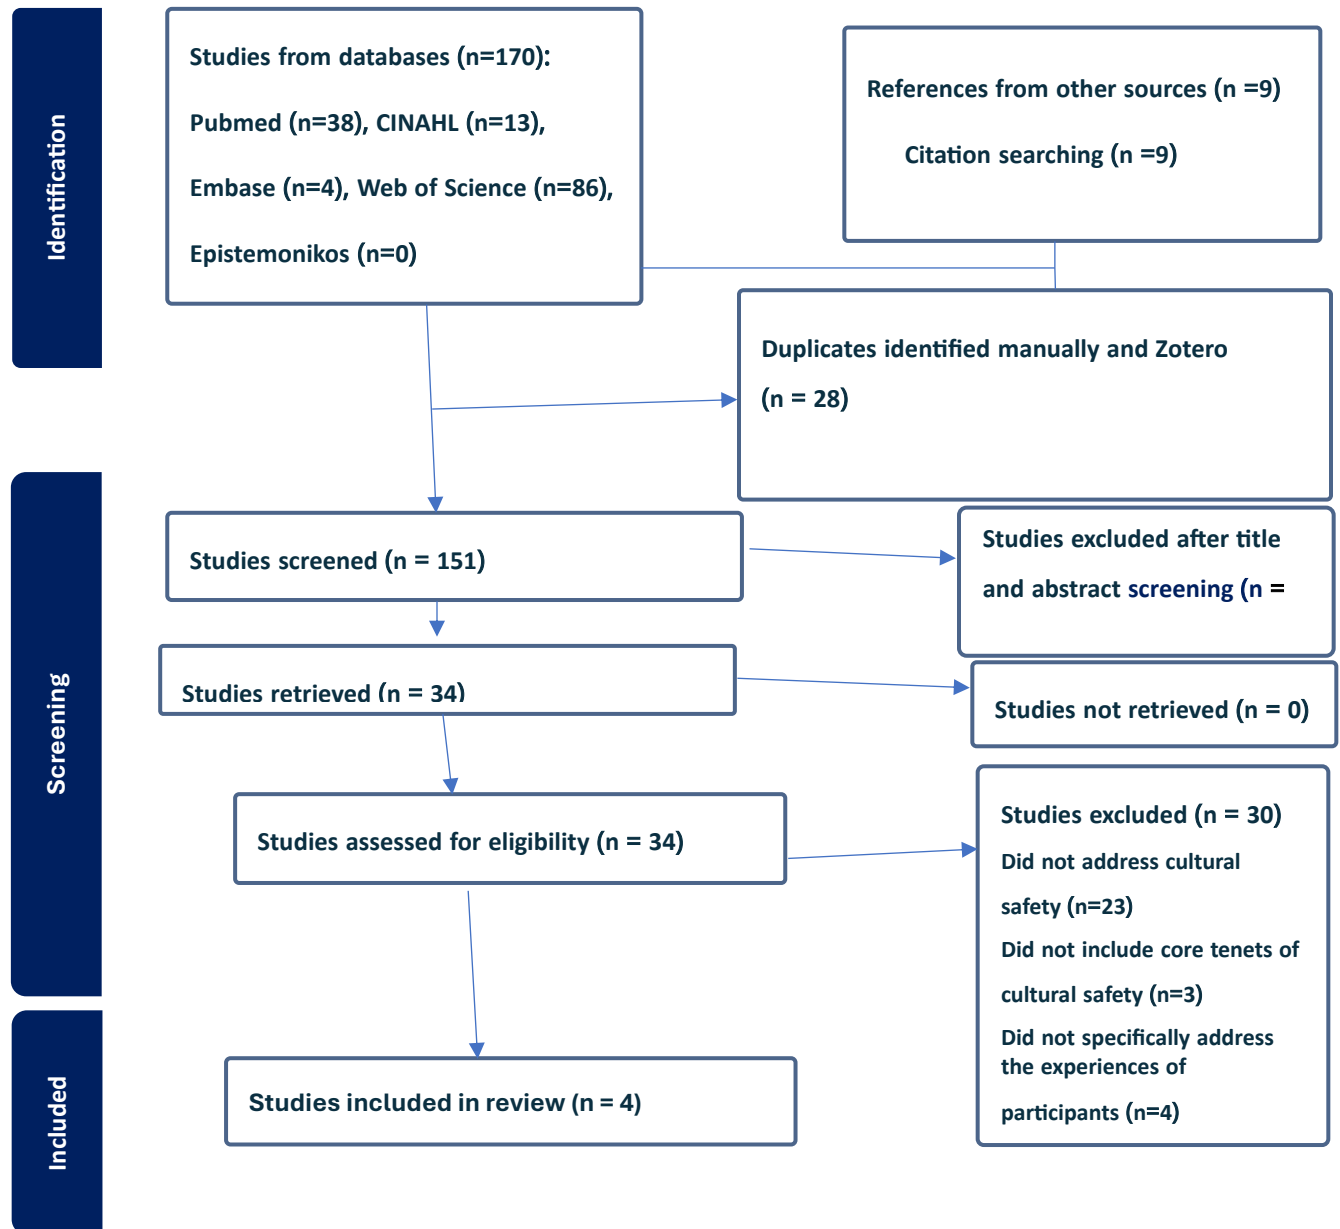 Identification
Studies from databases (n=170):
Pubmed (n=38), CINAHL (n=13),
Embase (n=4), Web of Science (n=86),
Epistemonikos (n=0)
References from other sources (n =9)
Citation searching (n =9)
Duplicates identified manually and Zotero
(n = 28)
Screening
Studies screened (n = 151)
Studies excluded after title
and abstract screening (n =
Studies retrieved (n = 34)
Studies not retrieved (n = 0)
Studies assessed for eligibility (n = 34)
Studies excluded (n = 30)
Did not address cultural
safety (n=23)
Did not include core tenets of
cultural safety (n=3)
Did not specifically address
the experiences of
participants (n=4)
Included
Studies included in review (n = 4)